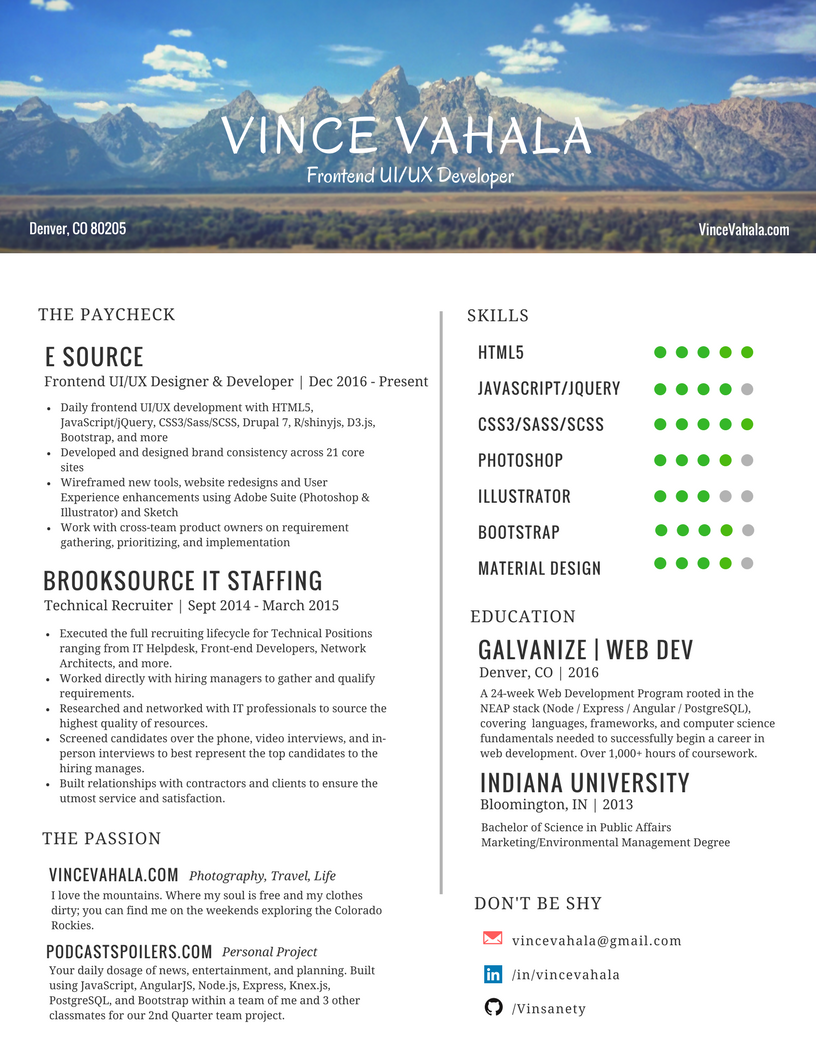 VINCE VAHALA
Frontend UI/UX Developer
Denver, CO 80205
VinceVahala.com
THE PAYCHECK
E SOURCE
Frontend UI/UX Designer & Developer | Dec 2016 - Present
• Daily frontend UI/UX development with HTML5,
JavaScript/jQuery, CSS3/Sass/SCSS, Drupal 7, R/shinyjs, D3.js,
Bootstrap, and more
• Developed and designed brand consistency across 21 core
sites
• Wireframed new tools, website redesigns and User
Experience enhancements using Adobe Suite (Photoshop &
Illustrator) and Sketch
• Work with cross-team product owners on requirement
gathering, prioritizing, and implementation
BROOKSOURCE IT STAFFING
Technical Recruiter | Sept 2014 - March 2015
• Executed the full recruiting lifecycle for Technical Positions
ranging from IT Helpdesk, Front-end Developers, Network
Architects, and more.
• Worked directly with hiring managers to gather and qualify
requirements.
• Researched and networked with IT professionals to source the
highest quality of resources.
• Screened candidates over the phone, video interviews, and in-
person interviews to best represent the top candidates to the
hiring manages.
• Built relationships with contractors and clients to ensure the
utmost service and satisfaction.
THE PASSION
VINCEVAHALA.COM Photography, Travel, Life
I love the mountains. Where my soul is free and my clothes
dirty; you can find me on the weekends exploring the Colorado
Rockies.
PODCASTSPOILERS.COM Personal Project
Your daily dosage of news, entertainment, and planning. Built
using JavaScript, AngularJS, Node.js, Express, Knex.js,
PostgreSQL, and Bootstrap within a team of me and 3 other
classmates for our 2nd Quarter team project.
SKILLS
HTML5
JAVASCRIPT/JQUERY
CSS3/SASS/SCSS
PHOTOSHOP
ILLUSTRATOR
BOOTSTRAP
MATERIAL DESIGN
EDUCATION
GALVANIZE | WEB DEV
Denver, CO | 2016
A 24-week Web Development Program rooted in the
NEAP stack (Node / Express / Angular / PostgreSQL),
covering languages, frameworks, and computer science
fundamentals needed to successfully begin a career in
web development. Over 1,000+ hours of coursework.
INDIANA UNIVERSITY
Bloomington, IN | 2013
Bachelor of Science in Public Affairs
Marketing/Environmental Management Degree
DON'T BE SHY
vincevahala@gmail.com
in /in/vincevahala
/Vinsanety